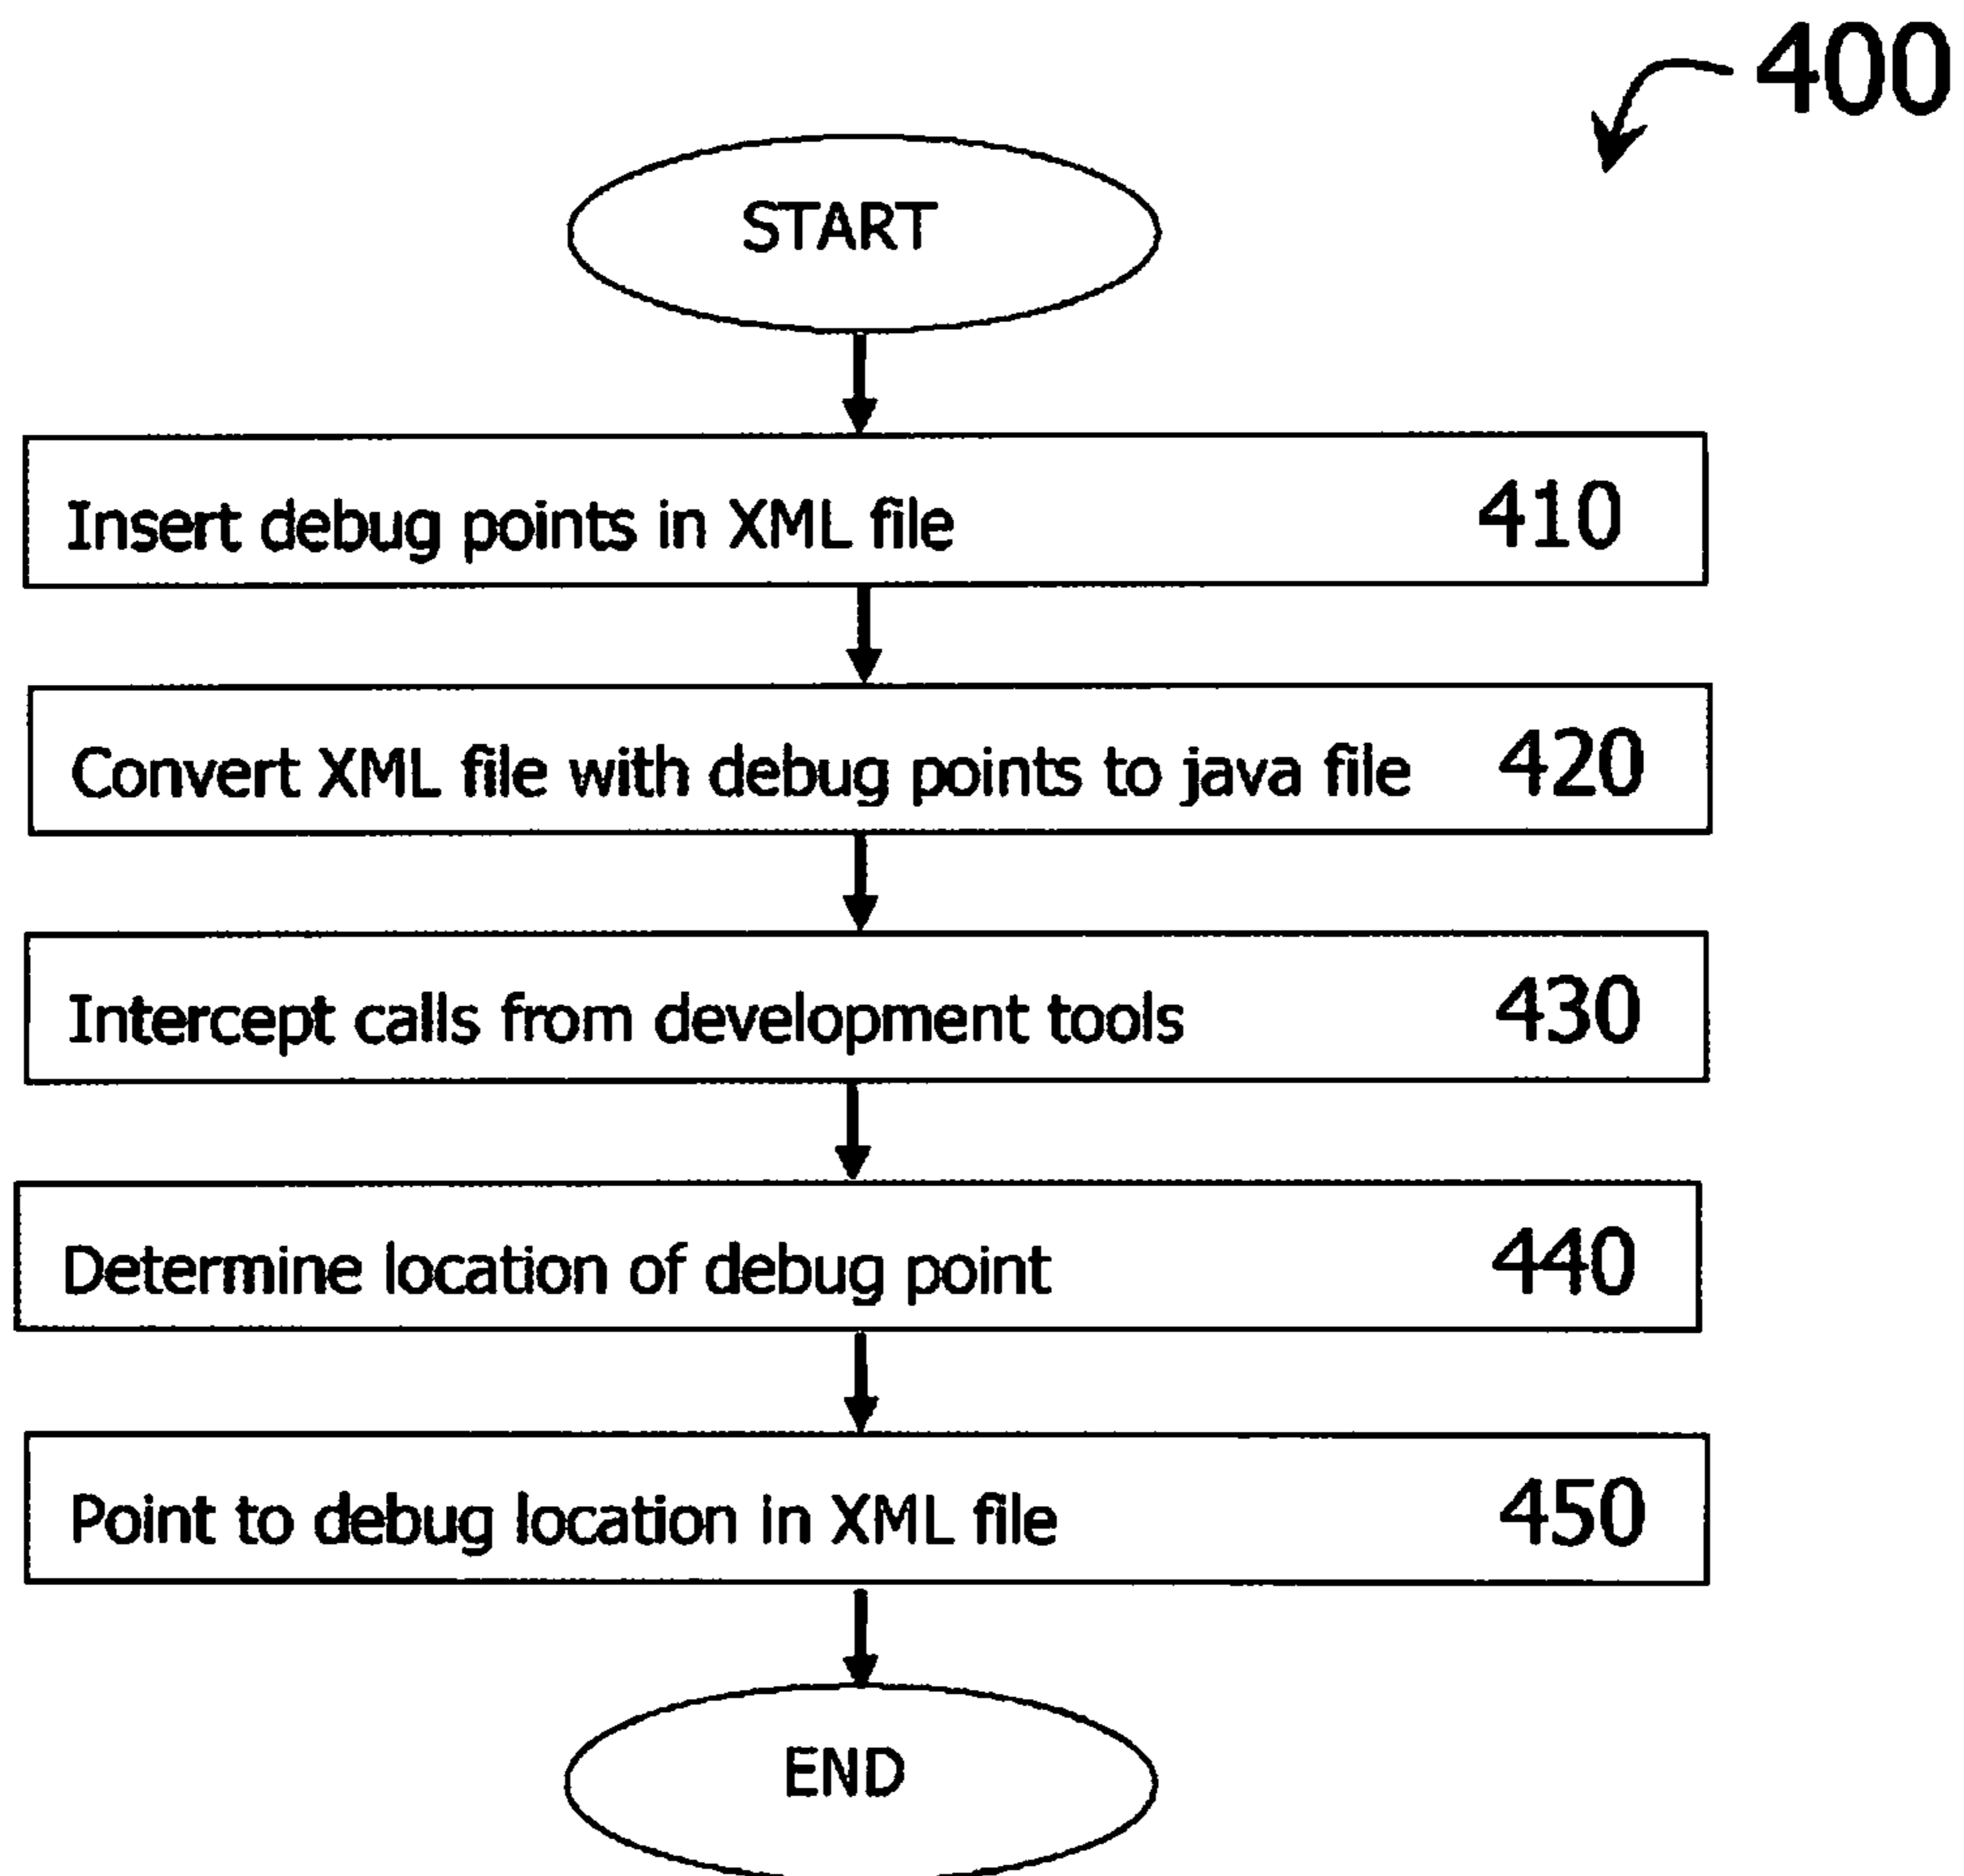 400
START
Insert debug points in XML file 410
Convert XML file with debug points to java file 420
Intercept calls from development tools 430
Determine location of debug point 440
Point to debug location in XML file 450
END